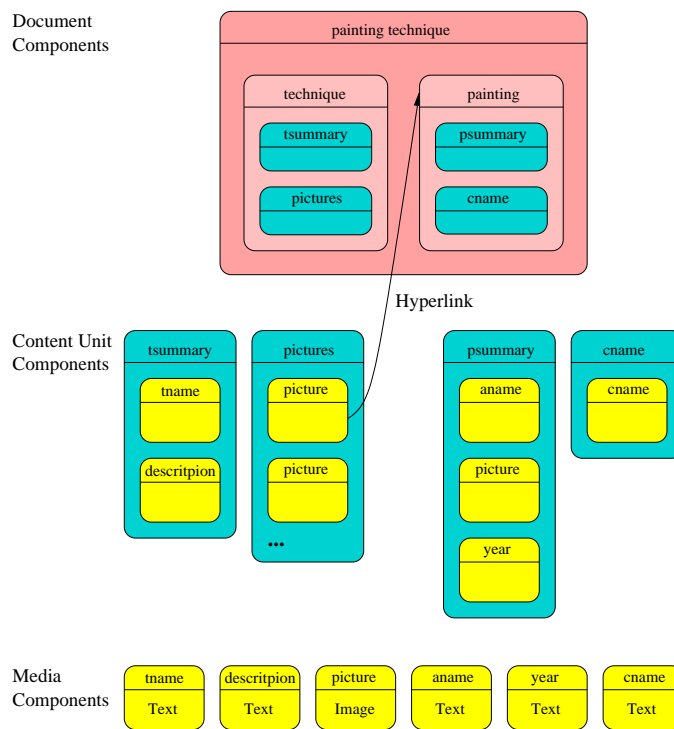 Document
Components
painting technique
technique
painting
tsummary
psummary
pictures
cname
Hyperlink
Content Unit
Components
tsummary
pictures
psummary
cname
tname
picture
aname
cname
descritpion
picture
picture
...
year
Media
Components
tname
descritpion
picture
aname
year
cname
Text
Text
Image
Text
Text
Text